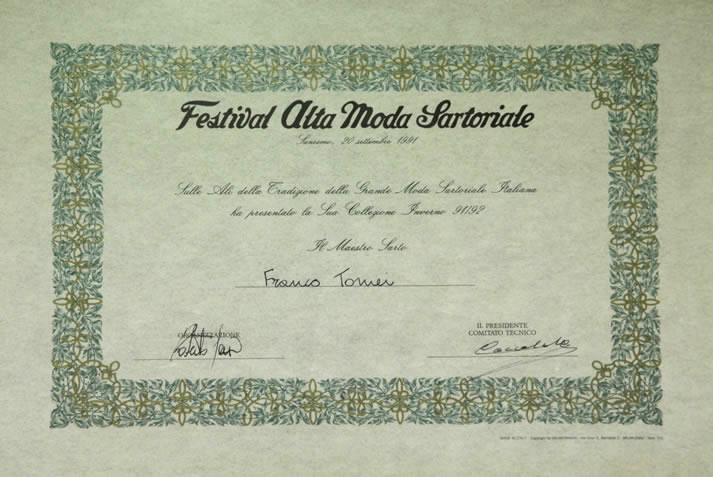 Festival Alta Moda Sartoriale
Sanremo, 20 settembre 1991
Sulle Ali della Tradizione della Grande Moda Sartoriale Italiana
ha presentato la Sua Collezione Inverno 91/92
Il Maestro Sarto
Franco Tomei
ORGANIZZAZIONE
IL PRESIDENTE
COMITATO TECNICO